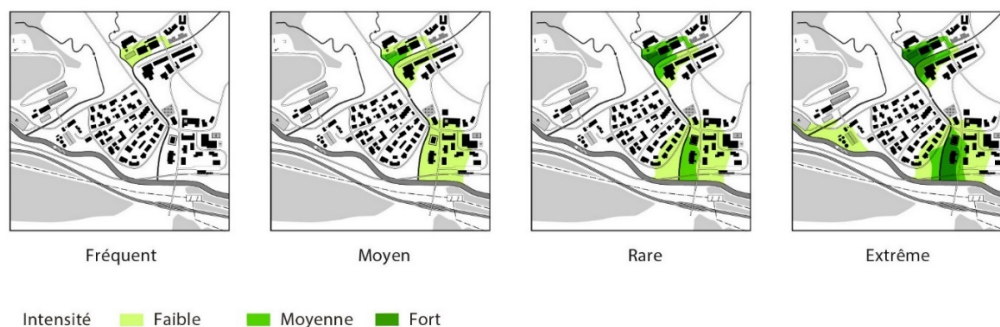 Fréquent
Moyen
Rare
Extrême
Intensité Faible Moyenne Fort